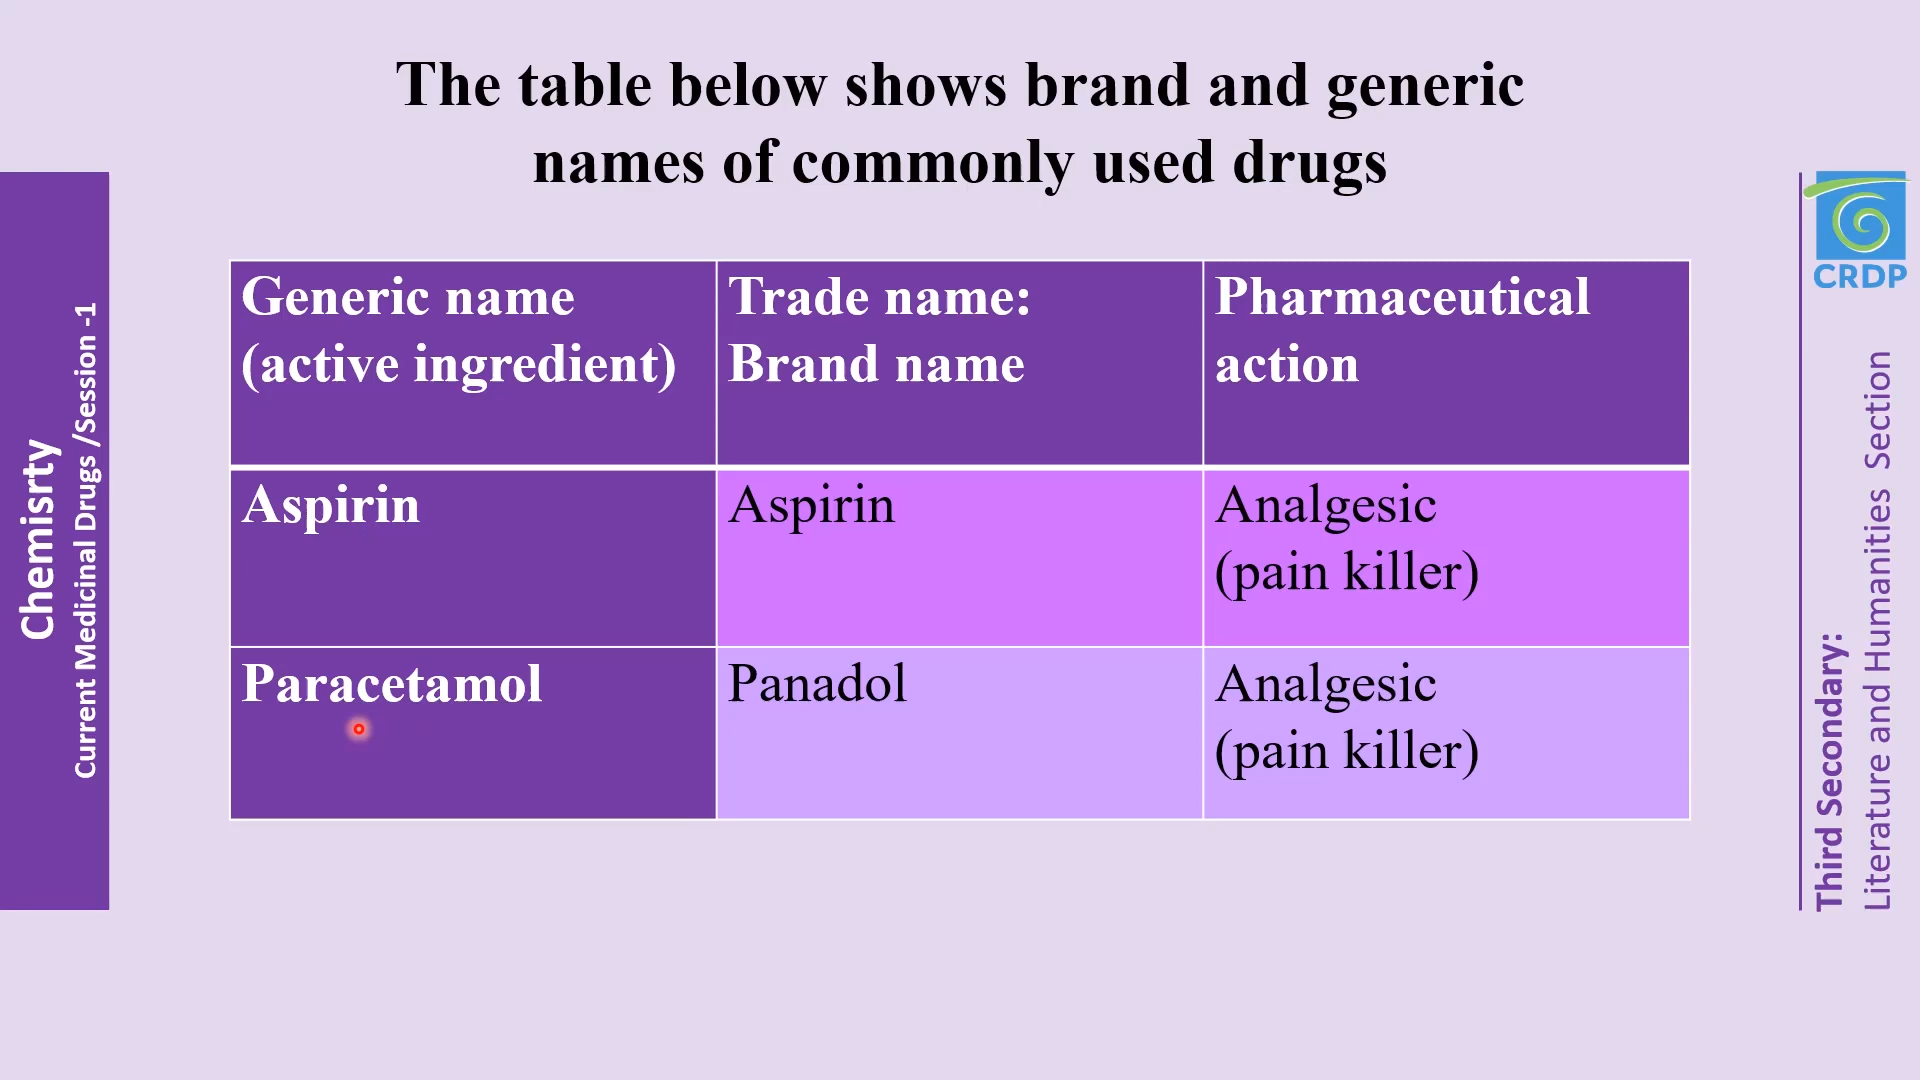 The table below shows brand and generic
names of commonly used drugs
Generic name
(active ingredient)
Trade name:
Brand name
Pharmaceutical
action
Aspirin
Aspirin
Analgesic
(pain killer)
Paracetamol
Panadol
Analgesic
(pain killer)
Chemisrty
Current Medicinal Drugs /Session -1
CRDP
Third Secondary:
Literature and Humanities Section